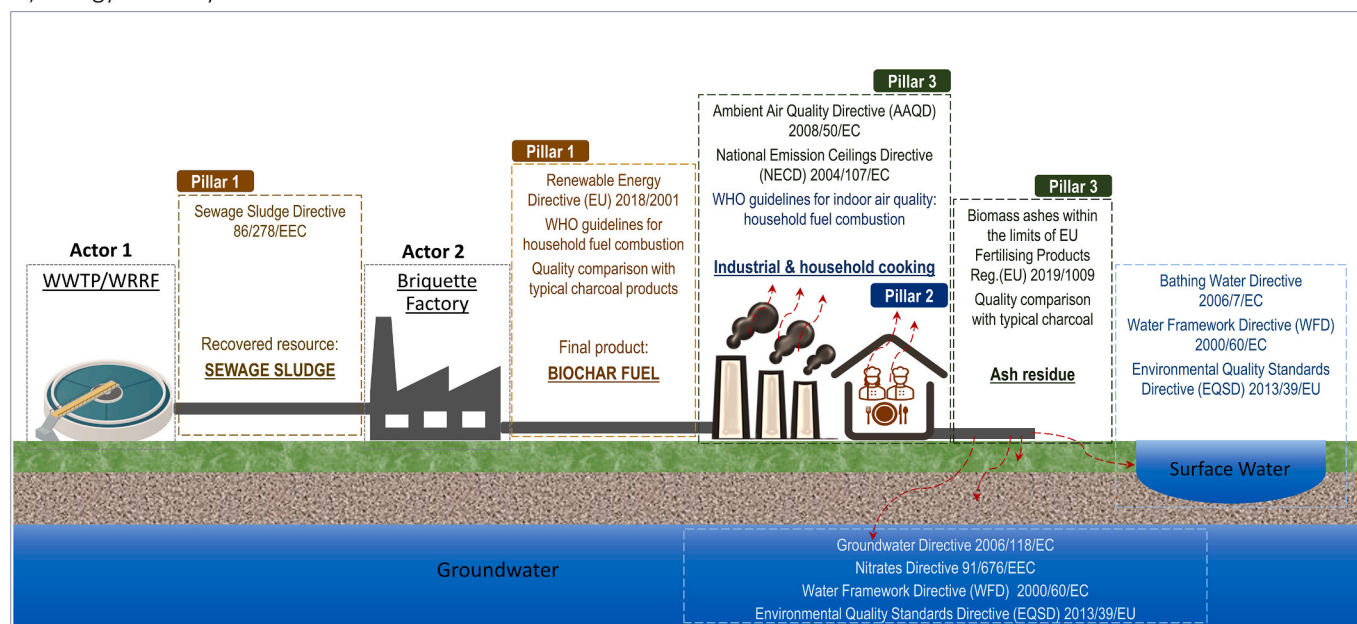 Pillar 3
Ambient Air Quality Directive (AAQD)
2008/50/EC
National Emission Ceilings Directive
(NECD) 2004/107/EC
WHO guidelines for indoor air quality:
household fuel combustion
Industrial & household cooking
Pillar 2
Pillar 1
Renewable Energy
Directive (EU) 2018/2001
WHO guidelines for
household fuel combustion
Quality comparison with
typical charcoal products
Final product:
BIOCHAR FUEL
Pillar 1
Sewage Sludge Directive
86/278/EEC
Recovered resource:
SEWAGE SLUDGE
Pillar 3
Biomass ashes within
the limits of EU
Fertilising Products
Reg.(EU) 2019/1009
Quality comparison
with typical charcoal
Ash residue
Actor 1
WWTP/WRRF
Actor 2
Briquette
Factory
Bathing Water Directive
2006/7/EC
Water Framework Directive (WFD)
2000/60/EC
Environmental Quality Standards
Directive (EQSD) 2013/39/EU
Surface Water
Groundwater
Groundwater Directive 2006/118/EC
Nitrates Directive 91/676/EEC
Water Framework Directive (WFD) 2000/60/EC
Environmental Quality Standards Directive (EQSD) 2013/39/EU